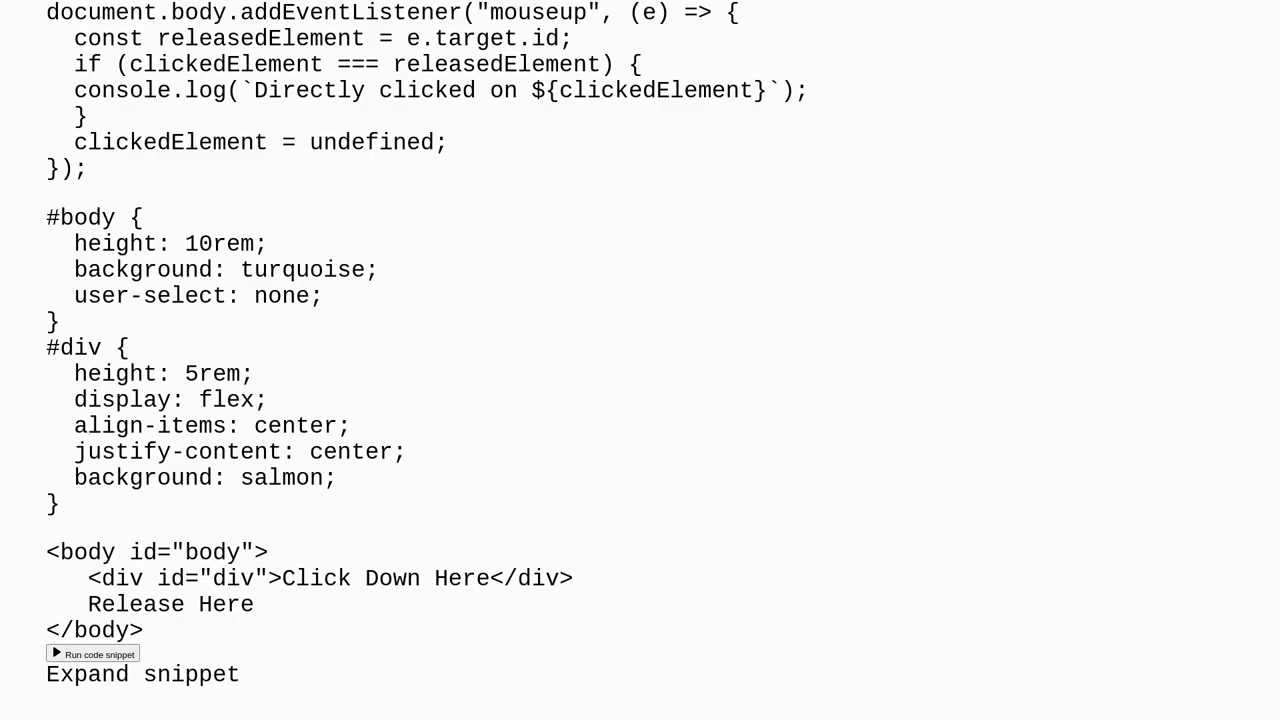 document.body.addEventListener("mouseup", (e) => {
  const releasedElement = e.target.id;
  if (clickedElement === releasedElement) {
  console.log(`Directly clicked on ${clickedElement}`);
  }
  clickedElement = undefined;
});

#body {
  height: 10rem;
  background: turquoise;
  user-select: none;
}
#div {
  height: 5rem;
  display: flex;
  align-items: center;
  justify-content: center;
  background: salmon;
}

<body id="body">
   <div id="div">Click Down Here</div>
   Release Here
</body>
Run code snippet
Expand snippet